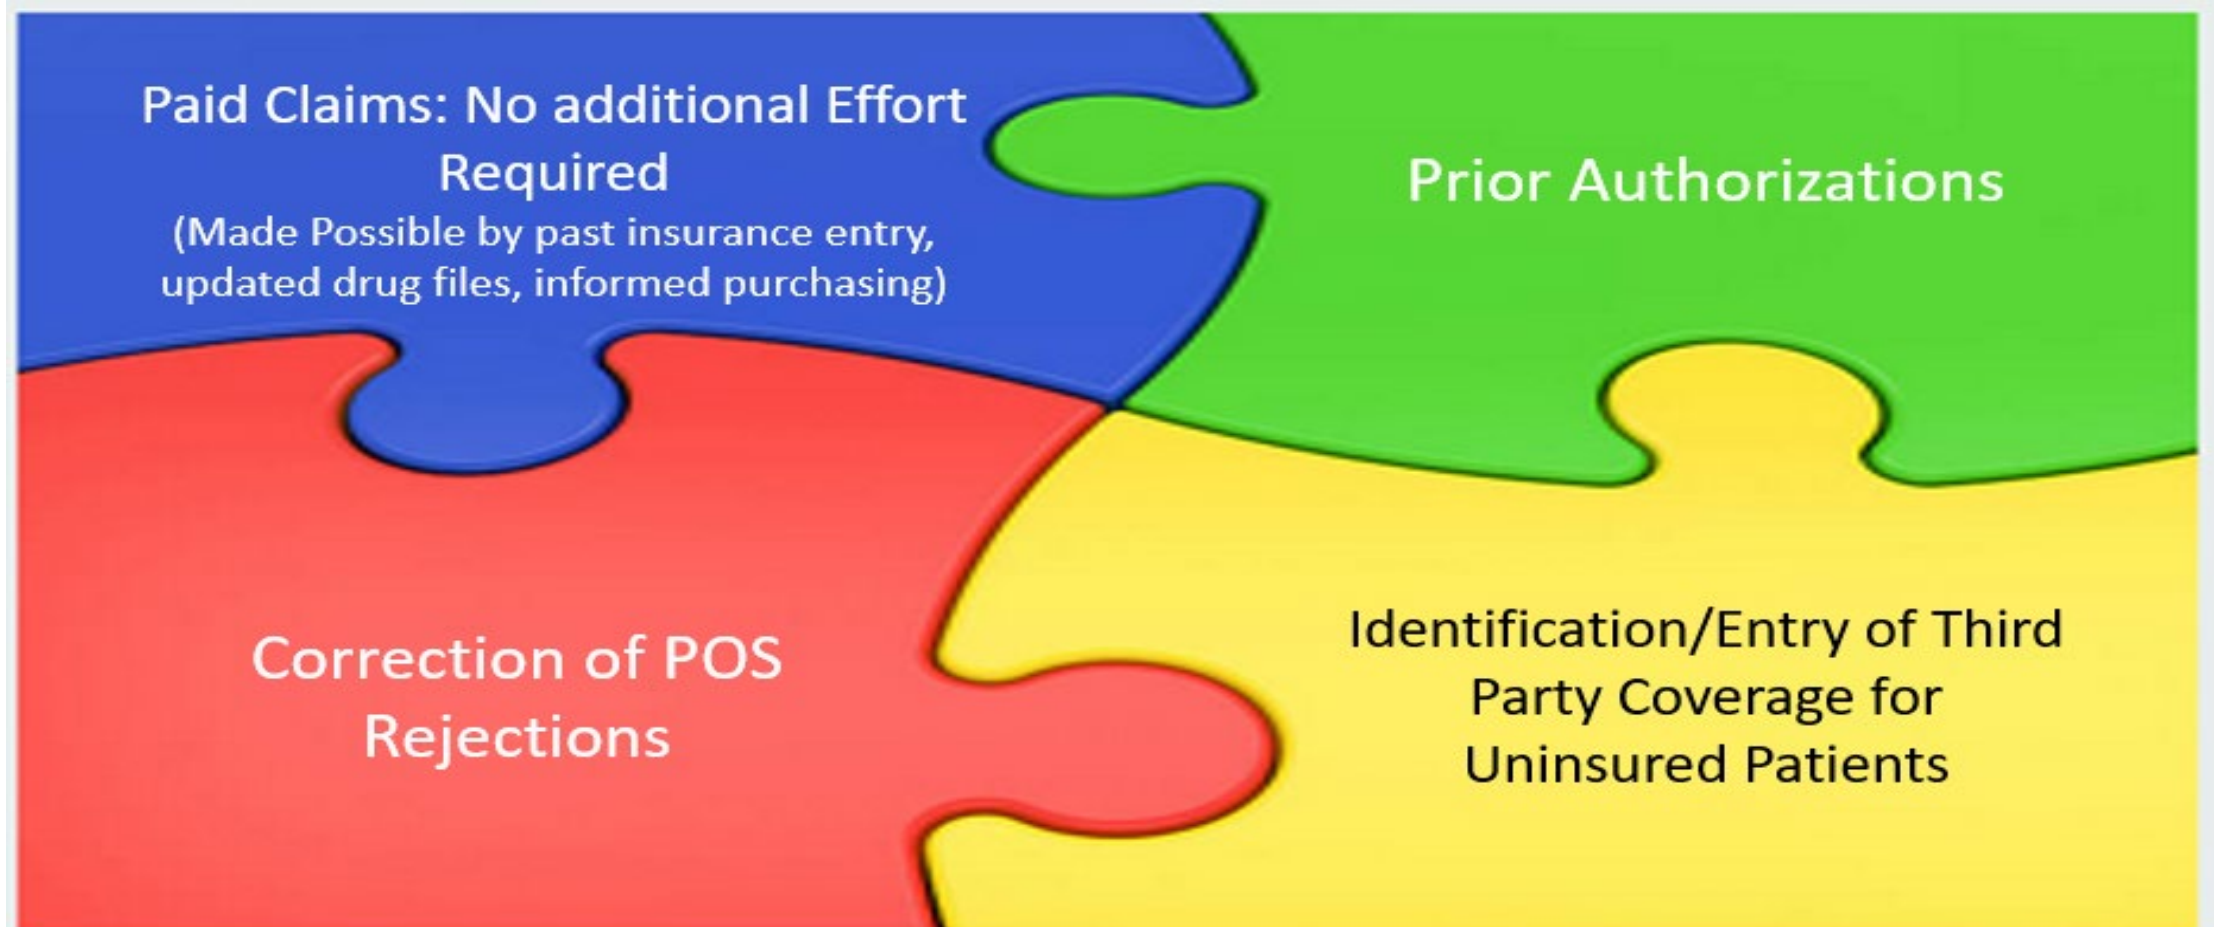 Paid Claims: No additional Effort
Required
(Made Possible by past insurance entry,
updated drug files, informed purchasing)
Prior Authorizations
Correction of POS
Rejections
Identification/Entry of Third
Party Coverage for
Uninsured Patients